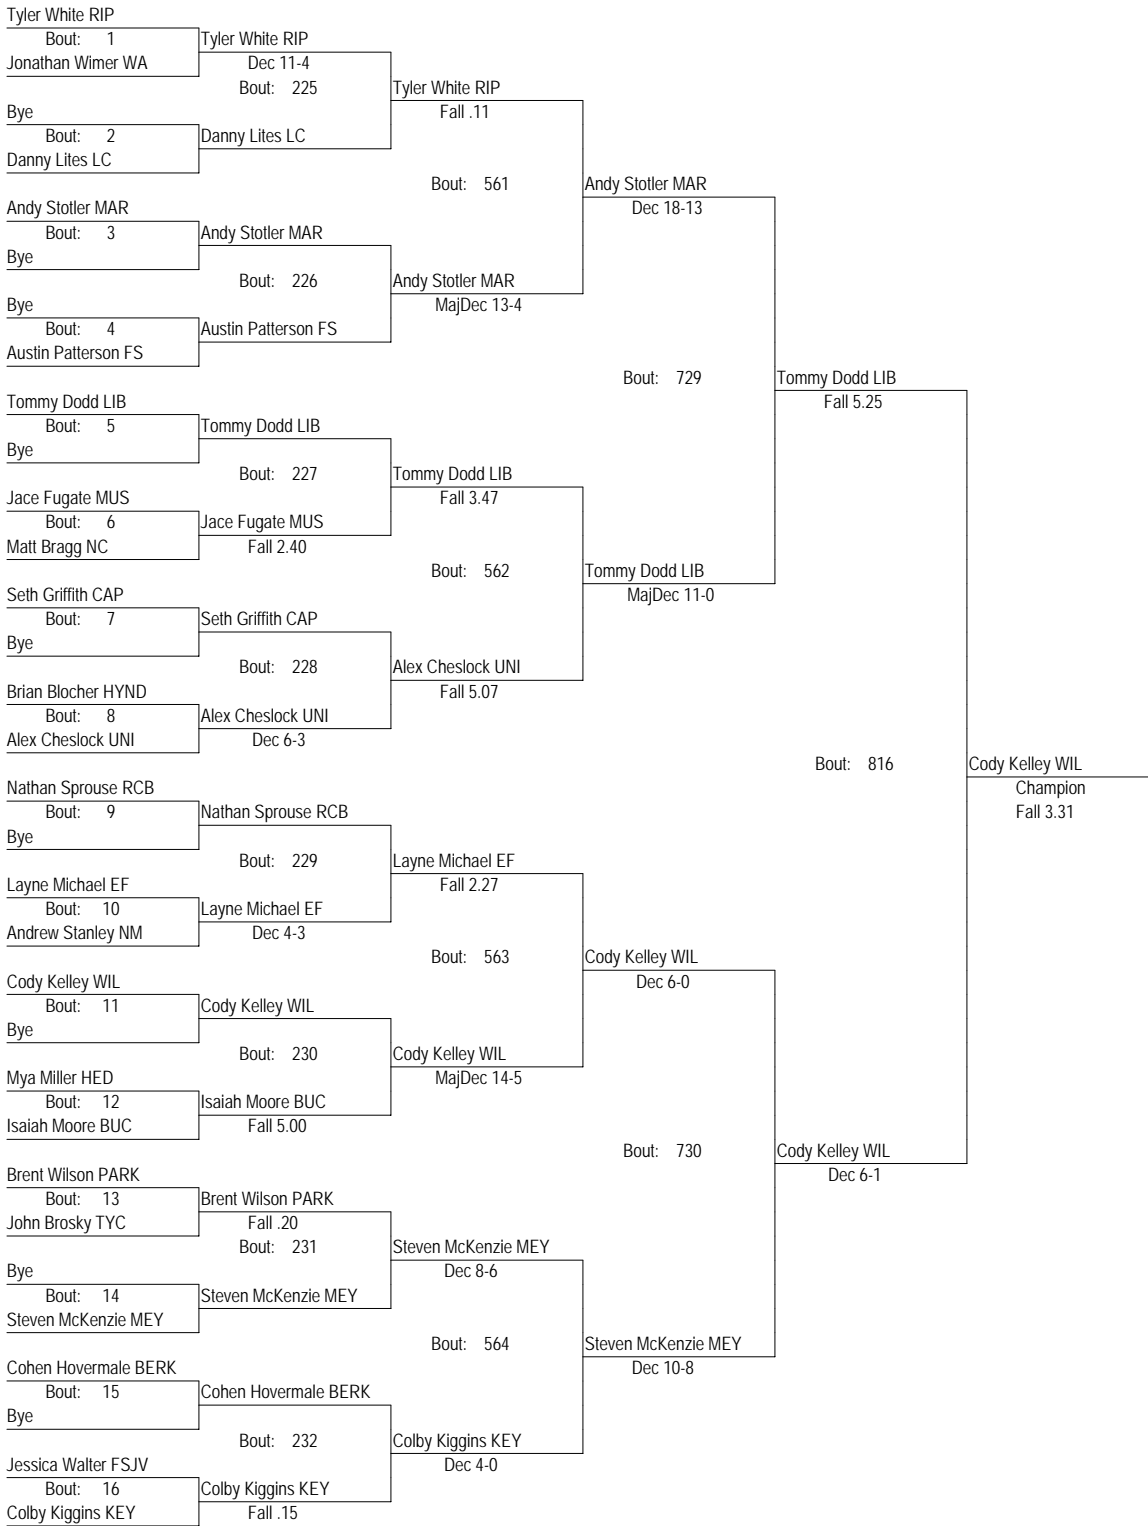 Tyler White RIP
Bout: 1
Jonathan Wimer WA
Bye
Bout: 2
Danny Lites LC
Andy Stotler MAR
Bout: 3
Bye
Bye
Bout: 4
Austin Patterson FS
Tommy Dodd LIB
Bout: 5
Bye
Jace Fugate MUS
Bout: 6
Matt Bragg NC
Seth Griffith CAP
Bout: 7
Bye
Brian Blocher HYND
Bout: 8
Alex Cheslock UNI
Nathan Sprouse RCB
Bout: 9
Bye
Layne Michael EF
Bout: 10
Andrew Stanley NM
Cody Kelley WIL
Bout: 11
Bye
Mya Miller HED
Bout: 12
Isaiah Moore BUC
Brent Wilson PARK
Bout: 13
John Brosky TYC
Bye
Bout: 14
Steven McKenzie MEY
Cohen Hovermale BERK
Bout: 15
Bye
Jessica Walter FSJV
Bout: 16
Colby Kiggins KEY
Tyler White RIP
Dec 11-4
Bout: 225
Danny Lites LC
Andy Stotler MAR
Bout: 226
Austin Patterson FS
Tommy Dodd LIB
Bout: 227
Jace Fugate MUS
Fall 2.40
Seth Griffith CAP
Bout: 228
Alex Cheslock UNI
Dec 6-3
Nathan Sprouse RCB
Bout: 229
Layne Michael EF
Dec 4-3
Cody Kelley WIL
Bout: 230
Isaiah Moore BUC
Fall 5.00
Brent Wilson PARK
Fall .20
Bout: 231
Steven McKenzie MEY
Cohen Hovermale BERK
Bout: 232
Colby Kiggins KEY
Fall .15
Tyler White RIP
Fall .11
Bout: 561
Andy Stotler MAR
MajDec 13-4
Tommy Dodd LIB
Fall 3.47
Bout: 562
Alex Cheslock UNI
Fall 5.07
Layne Michael EF
Fall 2.27
Bout: 563
Cody Kelley WIL
MajDec 14-5
Steven McKenzie MEY
Dec 8-6
Bout: 564
Colby Kiggins KEY
Dec 4-0
Andy Stotler MAR
Dec 18-13
Bout: 729
Tommy Dodd LIB
MajDec 11-0
Cody Kelley WIL
Dec 6-0
Bout: 730
Steven McKenzie MEY
Dec 10-8
Tommy Dodd LIB
Fall 5.25
Bout: 816
Cody Kelley WIL
Dec 6-1
Cody Kelley WIL
Champion
Fall 3.31